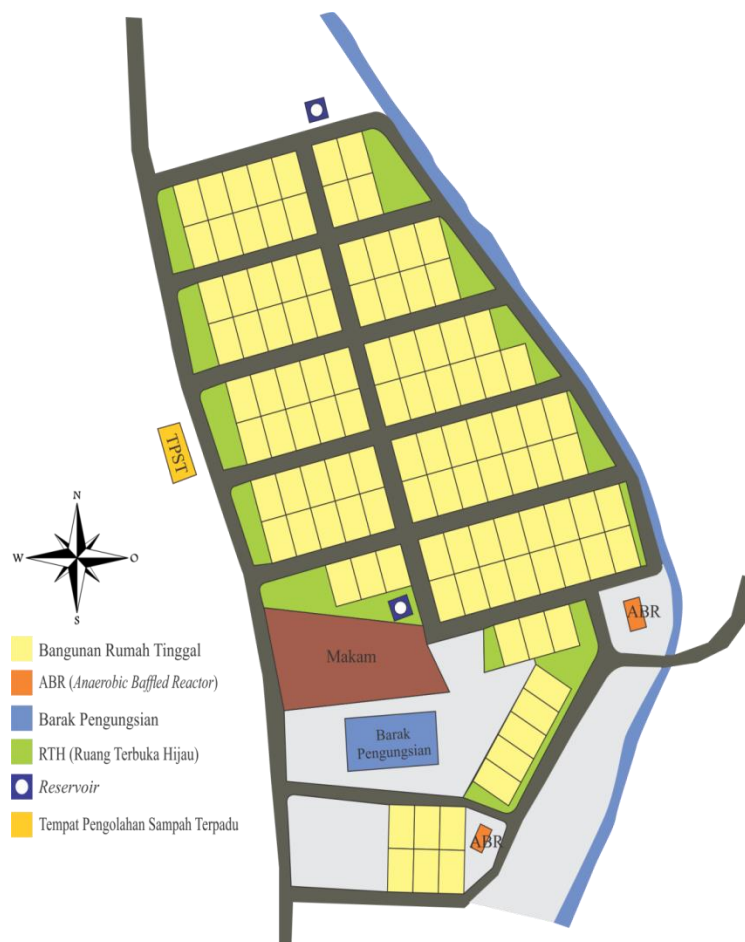 TPST
N
W
O
S
ABR
Makam
Barak
Pengungsian
ABR
Bangunan Rumah Tinggal
ABR (Anaerobic Baffled Reactor)
Barak Pengungsian
RTH (Ruang Terbuka Hijau)
Reservoir
Tempat Pengolahan Sampah Terpadu